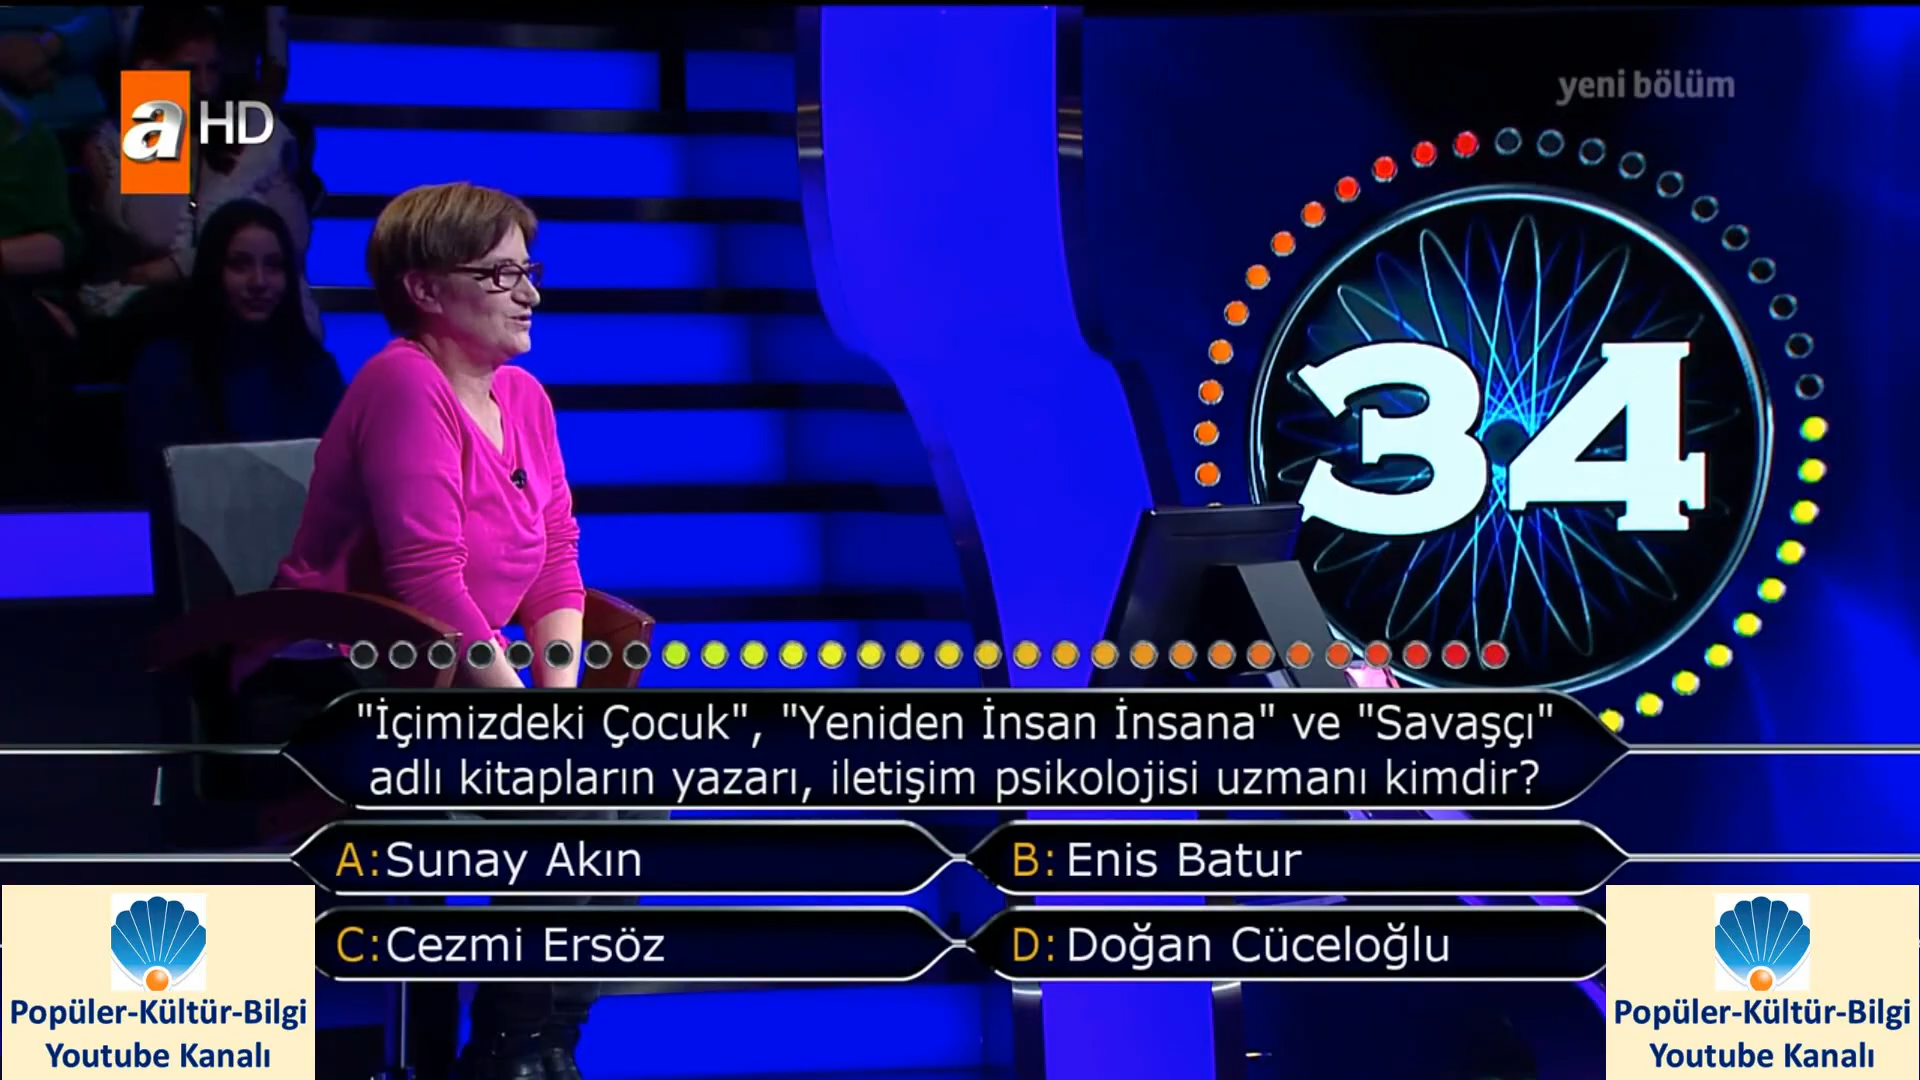 a HD
yeni bölüm
34
"İçimizdeki Çocuk", "Yeniden İnsan İnsana" ve "Savaşçı"
adlı kitapların yazarı, iletişim psikolojisi uzmanı kimdir?
A: Sunay Akın
B: Enis Batur
C: Cezmi Ersöz
D: Doğan Cüceloğlu
Popüler-Kültür-Bilgi
Youtube Kanalı
Popüler-Kültür-Bilgi
Youtube Kanalı